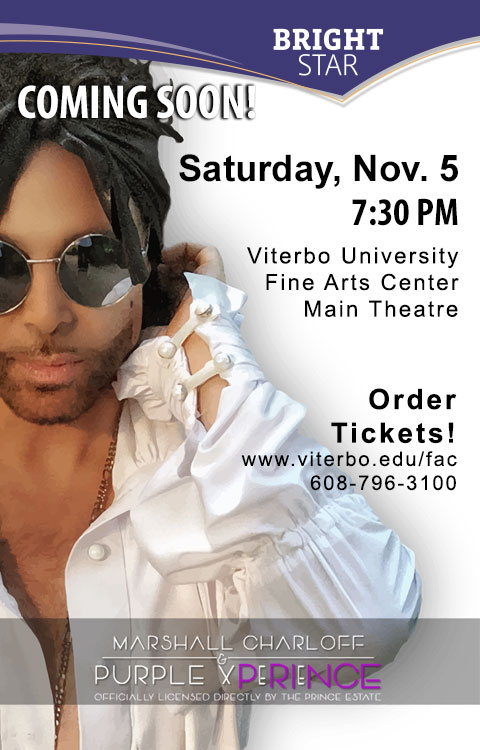 BRIGHT
STAR
COMING SOON!
Saturday, Nov. 5
7:30 PM
Viterbo University
Fine Arts Center
Main Theatre
Order
Tickets!
www.viterbo.edu/fac
608-796-3100
MARSHALL CHARLOFF
&
PURPLE XPERIENCE
OFFICIALLY LICENSED DIRECTLY BY THE PRINCE ESTATE